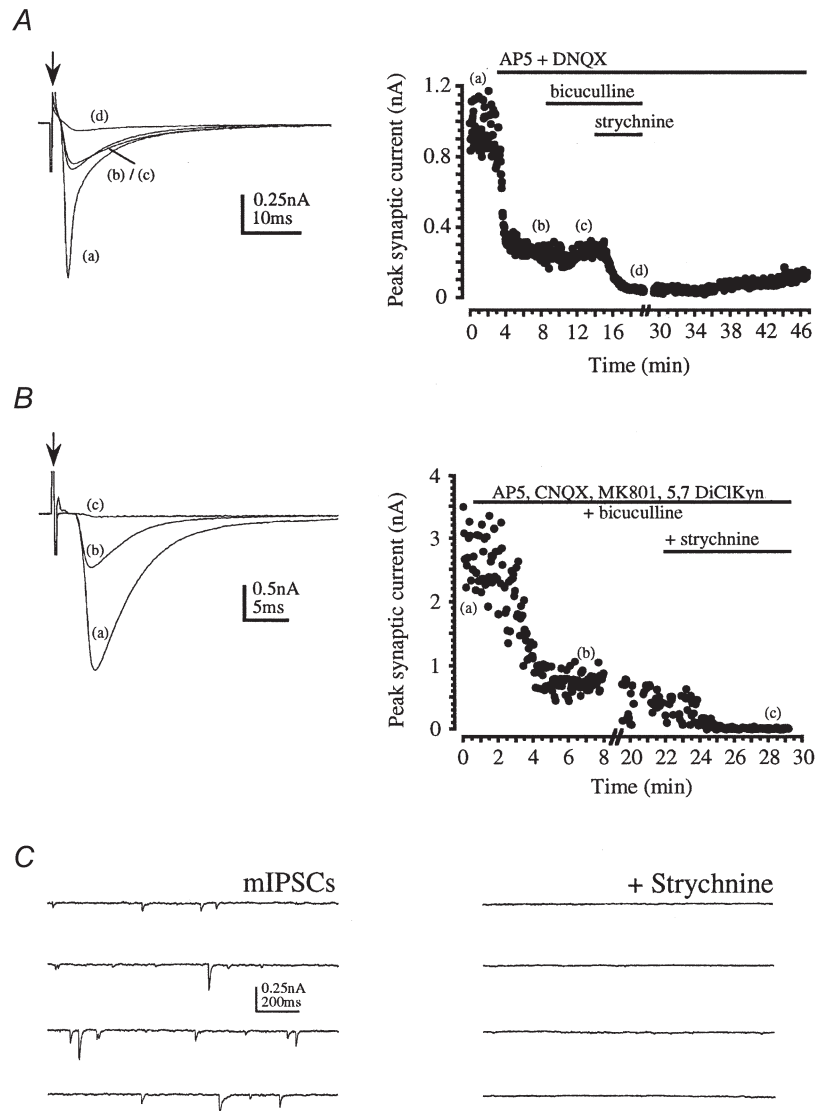 A
(d)
(b) / (c)
(a)
0.25nA
10ms
AP5 + DNQX
(a)
bicuculline
strychnine
(b)
(c)
(d)
Peak synaptic current (nA)
1.2
0.8
0.4
0
0 4 8 12 16 30 34 38 42 46
Time (min)
B
(c)
(b)
(a)
0.5nA
5ms
AP5, CNQX, MK801, 5,7 DiClKyn
+ bicuculline
+ strychnine
(a)
(b)
(c)
Peak synaptic current (nA)
4
3
2
1
0
0 2 4 6 8 20 22 24 26 28 30
Time (min)
C
mIPSCs
+ Strychnine
0.25nA
200ms